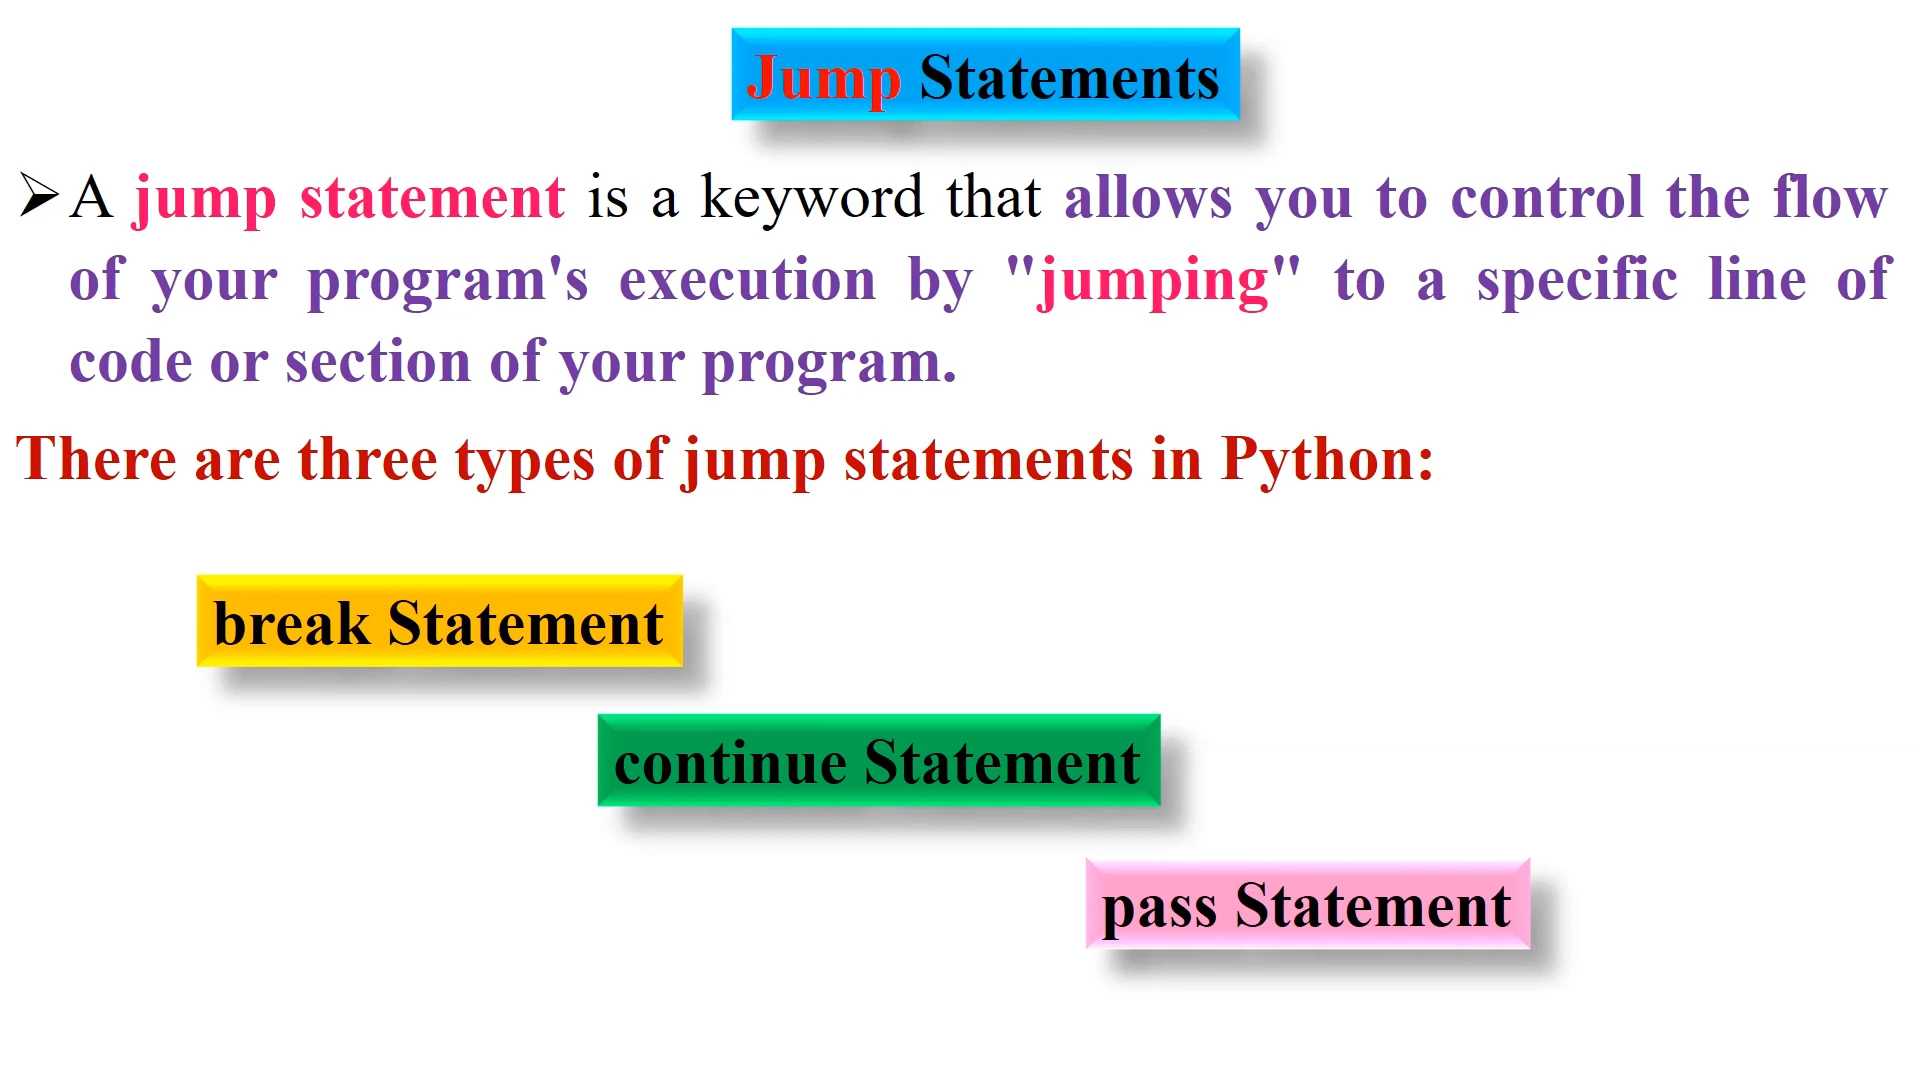 Jump Statements
➢A jump statement is a keyword that allows you to control the flow
of your program's execution by "jumping" to a specific line of
code or section of your program.
There are three types of jump statements in Python:
break Statement
continue Statement
pass Statement